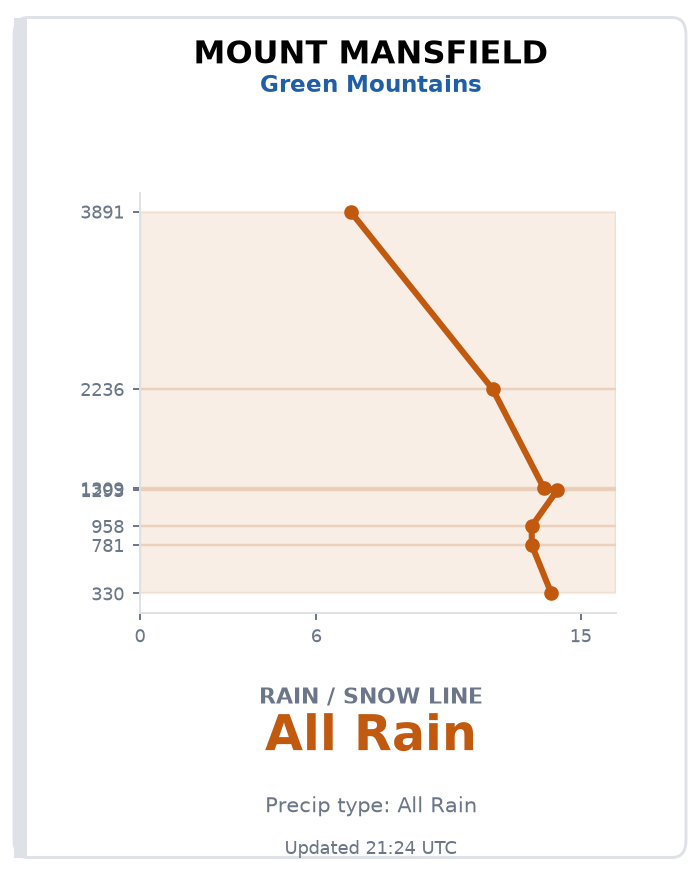 MOUNT MANSFIELD
Green Mountains
3891
2236
958
781
330
0 6 15
RAIN / SNOW LINE
All Rain
Precip type: All Rain
Updated 21:24 UTC